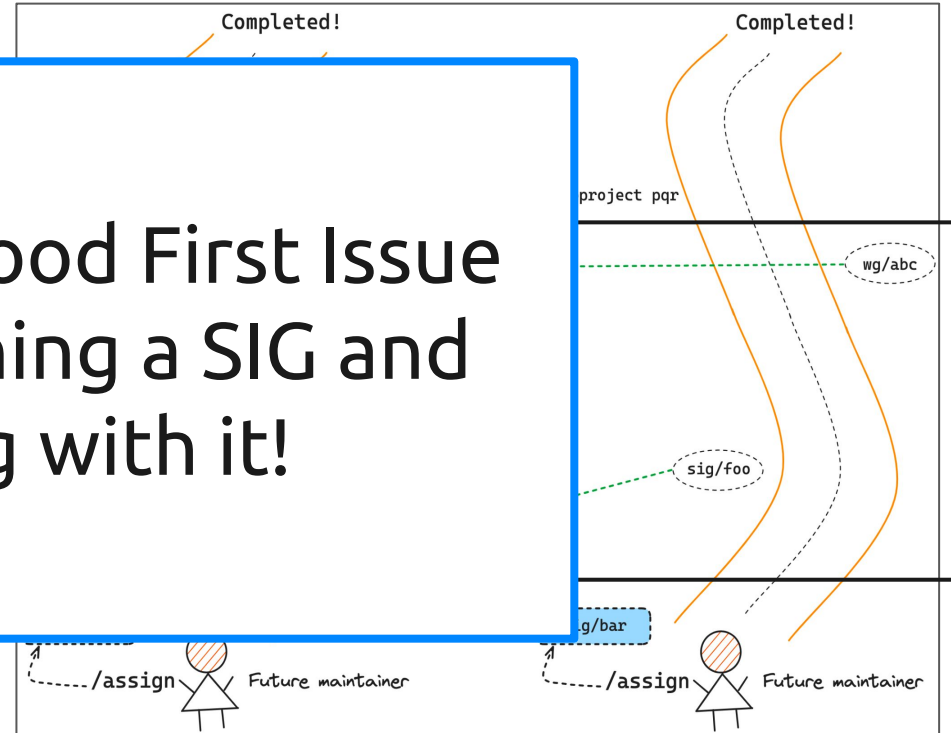 Completed!
Completed!
project pqr
wg/abc
ood First Issue
ing a SIG and
with it!
sig/foo
g/bar
/assign
Future maintainer
/assign
Future maintainer